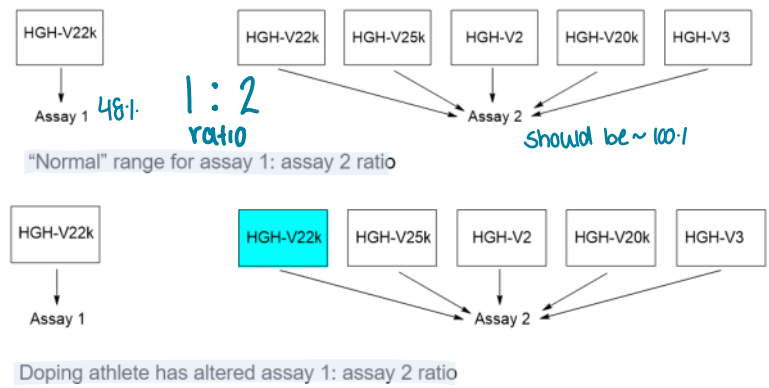 HGH-V22k HGH-V22k HGH-V25k HGH-V2 HGH-V20k HGH-V3
Assay 1 48% 1 : 2 Assay 2
ratio should be ~ 100%
“Normal” range for assay 1: assay 2 ratio
HGH-V22k HGH-V22k HGH-V25k HGH-V2 HGH-V20k HGH-V3
Assay 1 Assay 2
Doping athlete has altered assay 1: assay 2 ratio